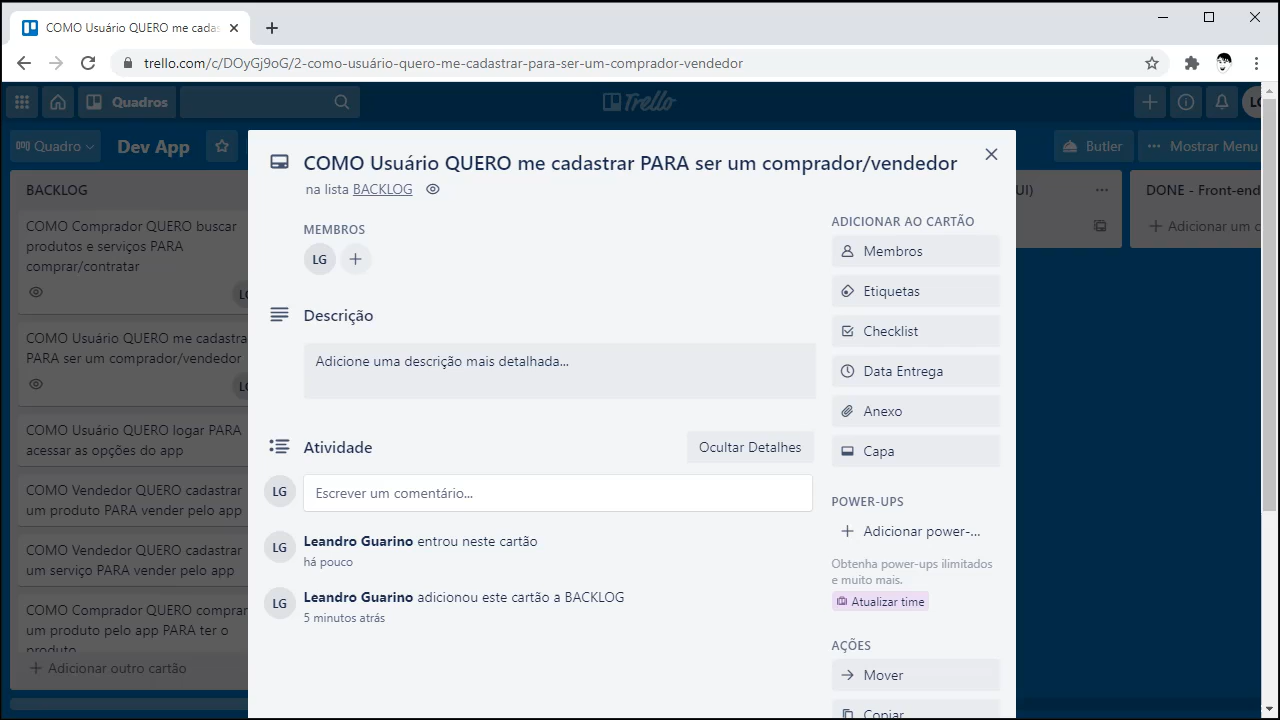 COMO Usuário QUERO me cadas
trello.com/c/DOyGj9oG/2-como-usuário-quero-me-cadastrar-para-ser-um-comprador-vendedor
Quadros
Trello
Quadro
Dev App
Butler
Mostrar Menu
BACKLOG
COMO Comprador QUERO buscar
produtos e serviços PARA
comprar/contratar
COMO Usuário QUERO me cadastrar
PARA ser um comprador/vendedor
COMO Usuário QUERO logar PARA
acessar as opções do app
COMO Vendedor QUERO cadastrar
um produto PARA vender pelo app
COMO Vendedor QUERO cadastrar
um serviço PARA vender pelo app
COMO Comprador QUERO comprar
um produto pelo app PARA ter o
produto
Adicionar outro cartão
COMO Usuário QUERO me cadastrar PARA ser um comprador/vendedor
na lista BACKLOG
MEMBROS
LG
Descrição
Adicione uma descrição mais detalhada...
Atividade
Ocultar Detalhes
LG
Escrever um comentário...
LG
Leandro Guarino entrou neste cartão
há pouco
LG
Leandro Guarino adicionou este cartão a BACKLOG
5 minutos atrás
ADICIONAR AO CARTÃO
Membros
Etiquetas
Checklist
Data Entrega
Anexo
Capa
POWER-UPS
Adicionar power-...
Obtenha power-ups ilimitados
e muito mais.
Atualizar time
AÇÕES
Mover
Copiar
UI)
DONE - Front-end
Adicionar um c